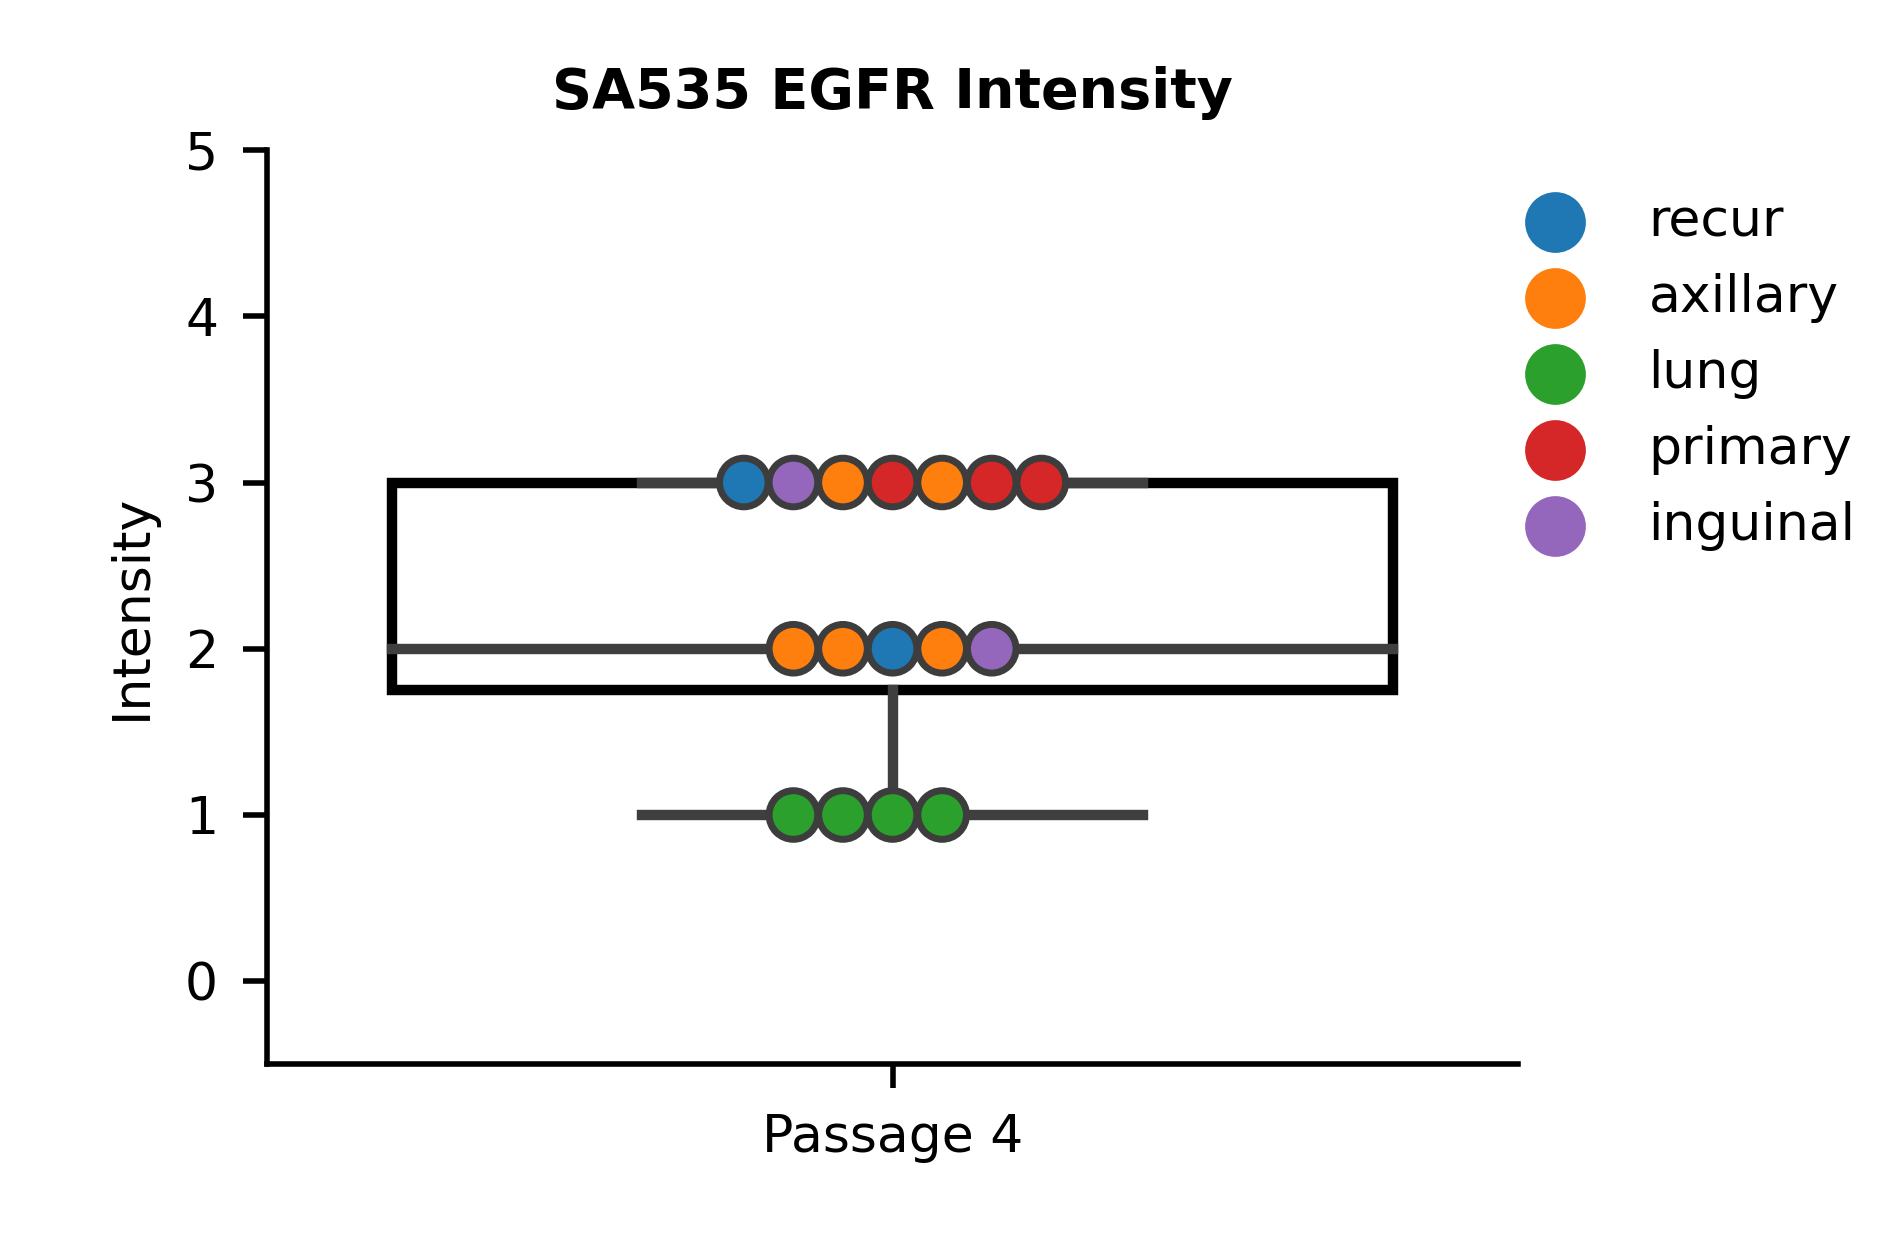 SA535 EGFR Intensity
5
4
3
2
1
0
Intensity
Passage 4
recur
axillary
lung
primary
inguinal